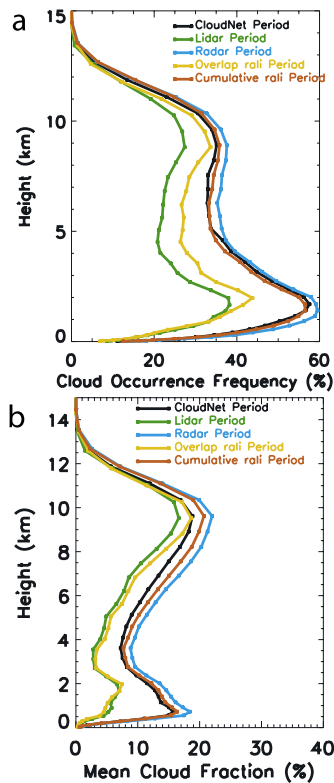 a
15
CloudNet Period
Lidar Period
Radar Period
Overlap rali Period
Cumulative rali Period
10
5
0
Height (km)
0 20 40 60
Cloud Occurrence Frequency (%)
b
CloudNet Period
Lidar Period
Radar Period
Overlap rali Period
Cumulative rali Period
14
12
10
8
6
4
2
0
Height (km)
0 10 20 30 40
Mean Cloud Fraction (%)